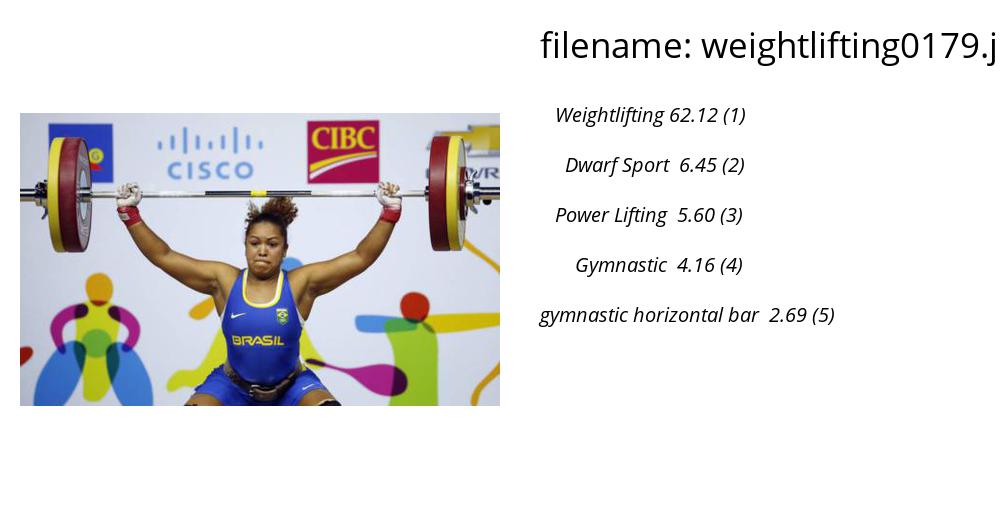 filename: weightlifting0179.j
Weightlifting 62.12 (1)
Dwarf Sport 6.45 (2)
Power Lifting 5.60 (3)
Gymnastic 4.16 (4)
gymnastic horizontal bar 2.69 (5)
CISCO
CIBC
BRASIL